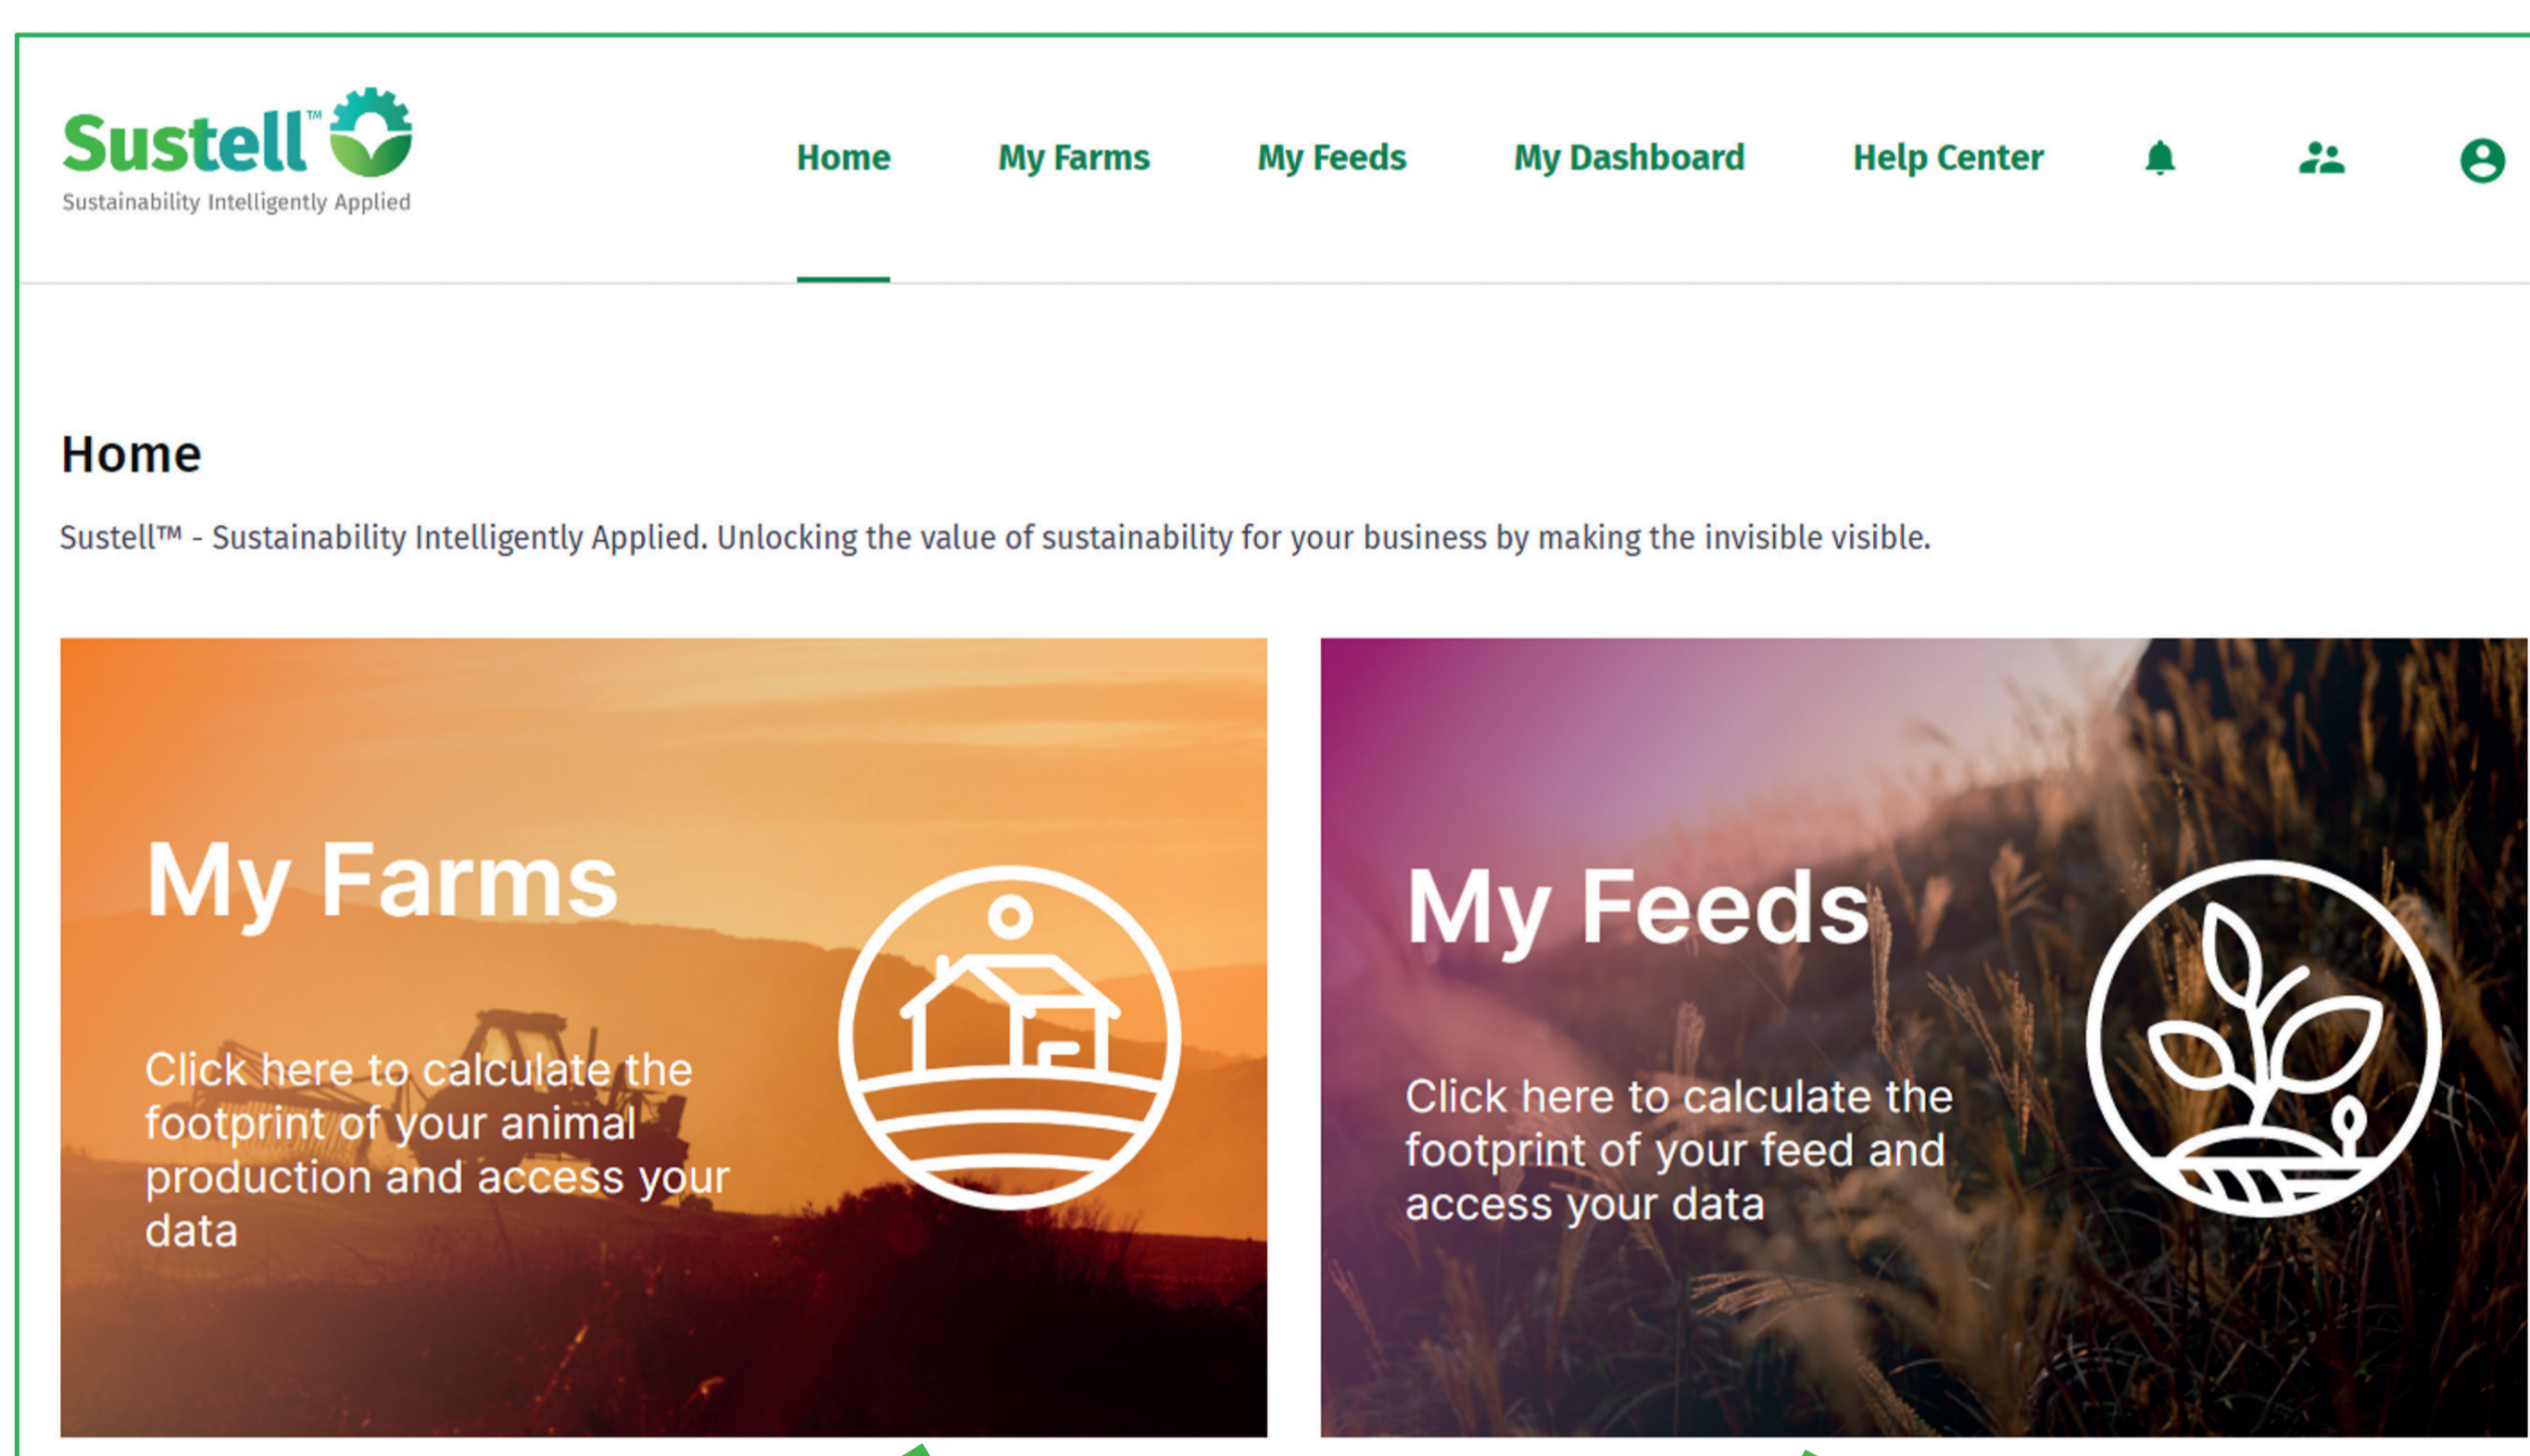 Sustell™
Sustainability Intelligently Applied
Home My Farms My Feeds My Dashboard Help Center
Home
Sustell™ - Sustainability Intelligently Applied. Unlocking the value of sustainability for your business by making the invisible visible.
My Farms
Click here to calculate the
footprint of your animal
production and access your
data
My Feeds
Click here to calculate the
footprint of your feed and
access your data